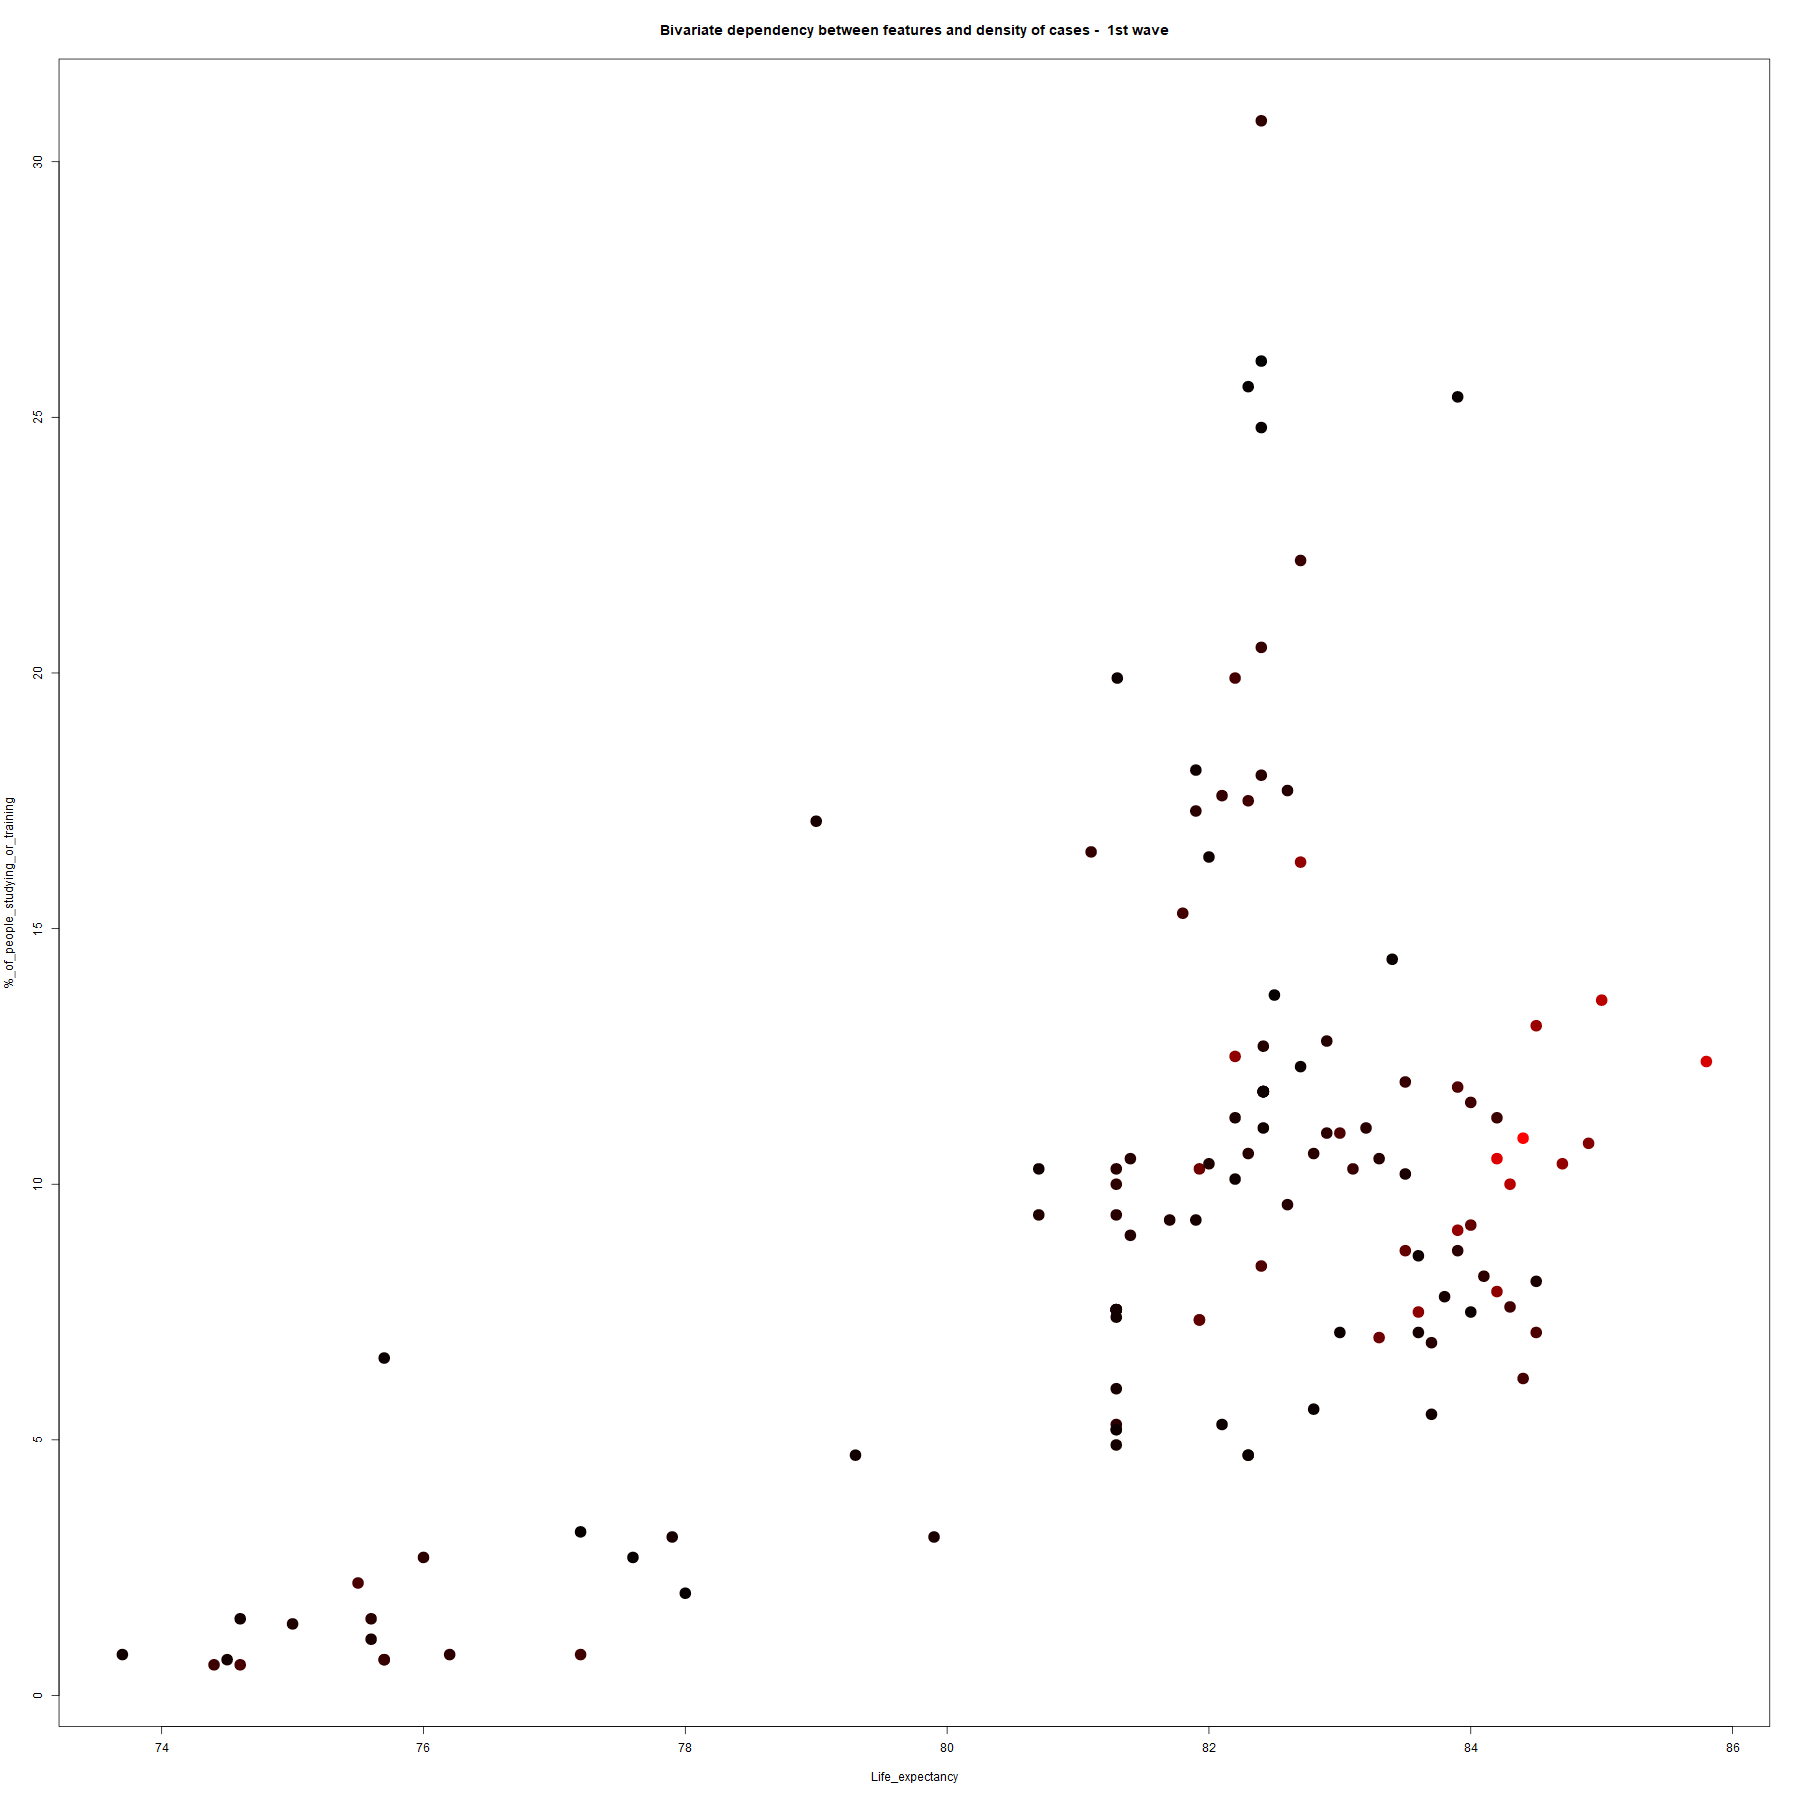 Bivariate dependency between features and density of cases -  1st wave
30
25
20
15
10
5
0
%_of_people_studying_or_training
74 76 78 80 82 84 86
Life_expectancy